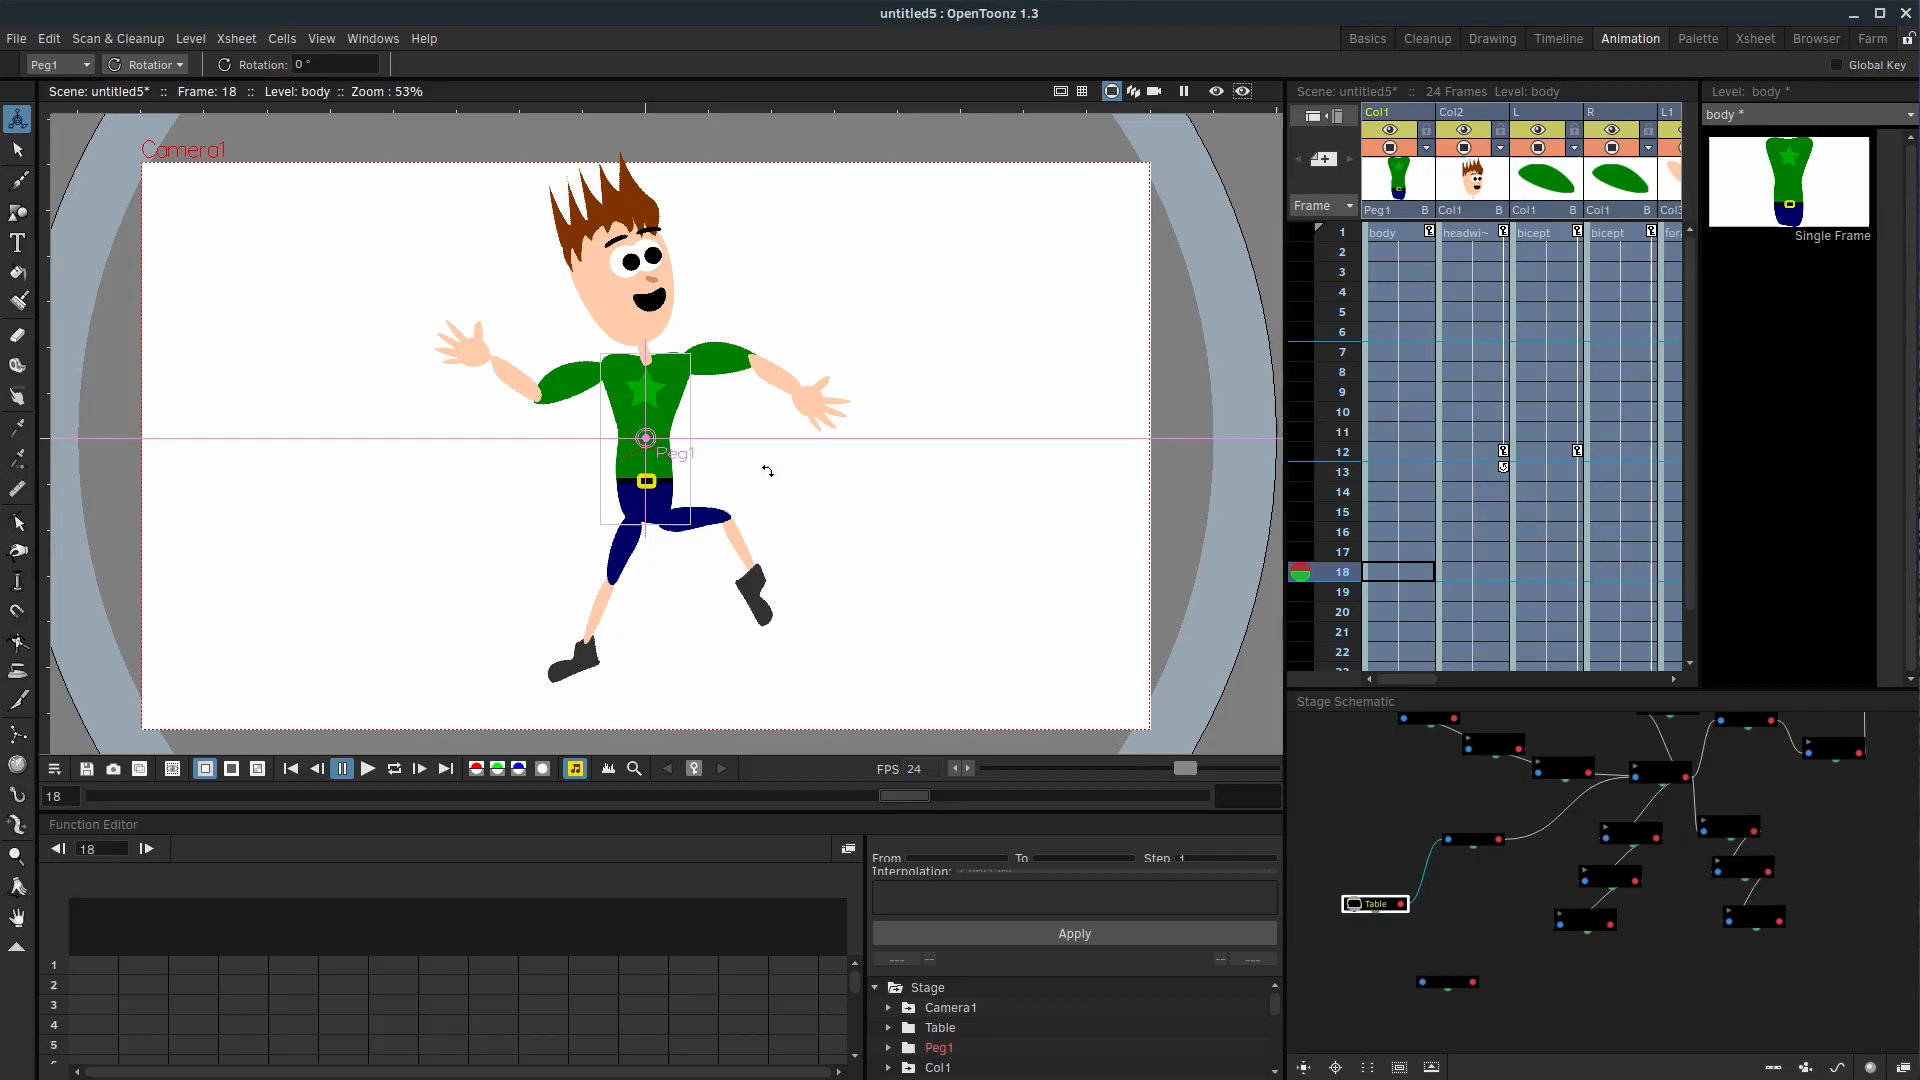 untitled5 : OpenToonz 1.3
File Edit Scan & Cleanup Level Xsheet Cells View Windows Help
Basics Cleanup Drawing Timeline Animation Palette Xsheet Browser Farm
Peg1 Rotation Rotation: 0 °
Global Key
Scene: untitled5* :: Frame: 18 :: Level: body :: Zoom : 53%
Camera1
Peg1
Scene: untitled5* :: 24 Frames Level: body
Col1 Col2 L R L1
Peg1 B Col1 B Col1 B Col1 B
Frame
1 body headwi~ bicept bicept
2
3
4
5
6
7
8
9
10
11
12
13
14
15
16
17
18
19
20
21
22
Level: body *
body *
Single Frame
FPS 24
18
Function Editor
18
1
2
3
4
5
From To Step 1
Interpolation:
Apply
--- -- -- ---
Stage
Camera1
Table
Peg1
Col1
Stage Schematic
Table